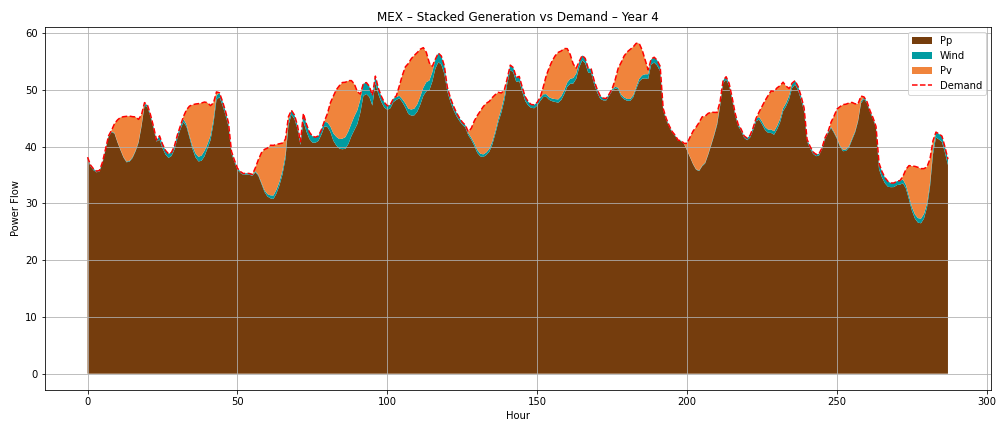 MEX – Stacked Generation vs Demand – Year 4
Pp
Wind
Pv
Demand
Power Flow
60
50
40
30
20
10
0
0 50 100 150 200 250 300
Hour